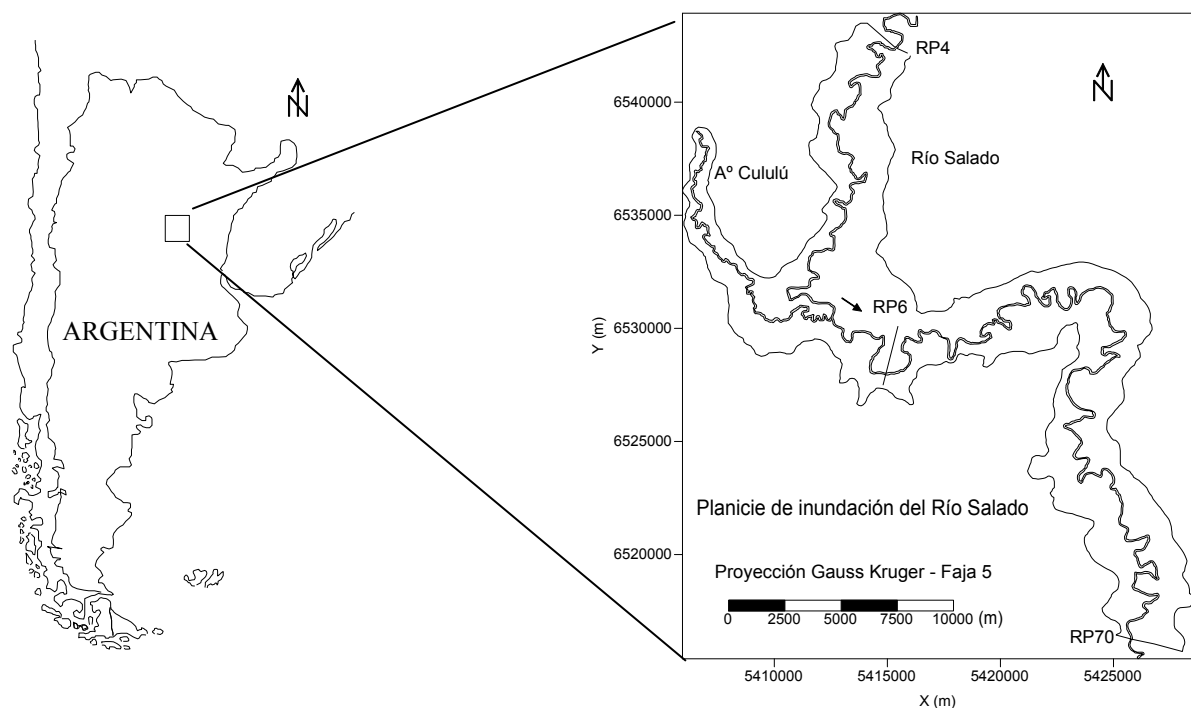 N
ARGENTINA
N
RP4
Río Salado
Aº Cululú
RP6
Planicie de inundación del Río Salado
Proyección Gauss Kruger - Faja 5
0 2500 5000 7500 10000 (m)
RP70
6540000
6535000
6530000
6525000
6520000
Y (m)
5410000 5415000 5420000 5425000
X (m)